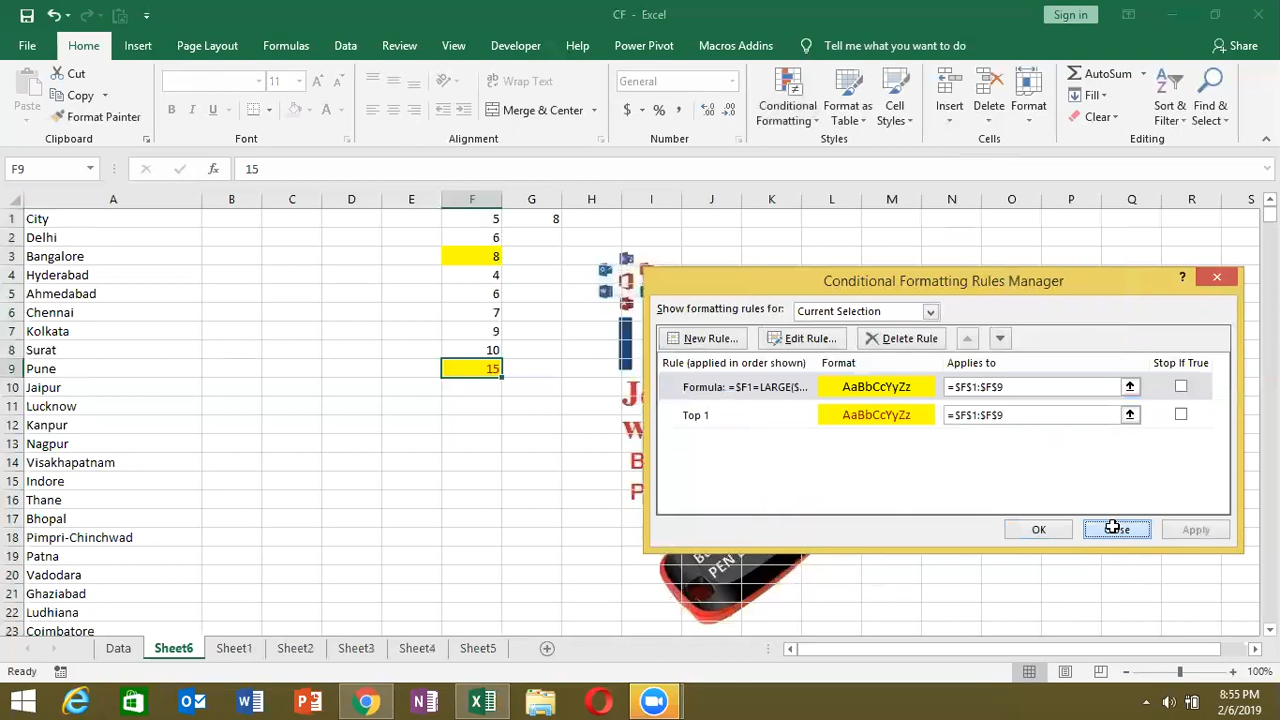 CF - Excel
Sign in
File Home Insert Page Layout Formulas Data Review View Developer Help Power Pivot Macros Addins Tell me what you want to do Share
Cut
Copy
Format Painter
Paste
Clipboard
11
A A
B I U A
Font
Wrap Text
Merge & Center
Alignment
General
$ % ,
Number
Conditional Formatting
Format as Table
Cell Styles
Styles
Insert
Delete
Format
Cells
AutoSum
Fill
Clear
Sort & Filter
Find & Select
Editing
F9 fx 15
A B C D E F G H I J K L M N O P Q R S
1 City 5 8
2 Delhi 6
3 Bangalore 8
4 Hyderabad 4
5 Ahmedabad 6
6 Chennai 7
7 Kolkata 9
8 Surat 10
9 Pune 15
10 Jaipur
11 Lucknow
12 Kanpur
13 Nagpur
14 Visakhapatnam
15 Indore
16 Thane
17 Bhopal
18 Pimpri-Chinchwad
19 Patna
20 Vadodara
21 Ghaziabad
22 Ludhiana
23 Coimbatore
PEN
Conditional Formatting Rules Manager
?
Show formatting rules for: Current Selection
New Rule... Edit Rule... Delete Rule
Rule (applied in order shown) Format Applies to Stop If True
Formula: =$F1=LARGE($... AaBbCcYyZz =$F$1:$F$9
Top 1 AaBbCcYyZz =$F$1:$F$9
OK Apply
Data Sheet6 Sheet1 Sheet2 Sheet3 Sheet4 Sheet5
Ready
100%
8:55 PM
2/6/2019